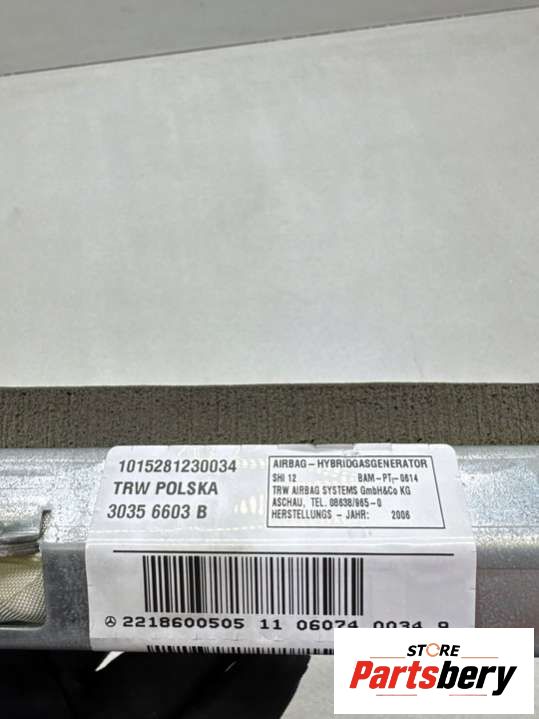 1015281230034
TRW POLSKA
3035 6603 B
AIRBAG - HYBRIDGASGENERATOR
SHI 12 BAM-PT-0614
TRW AIRBAG SYSTEMS GmbH&Co KG
ASCHAU, TEL. 08638/965-0
HERSTELLUNGS - JAHR: 2006
2218600505 11 06074 0034 9
STORE
Partsbery